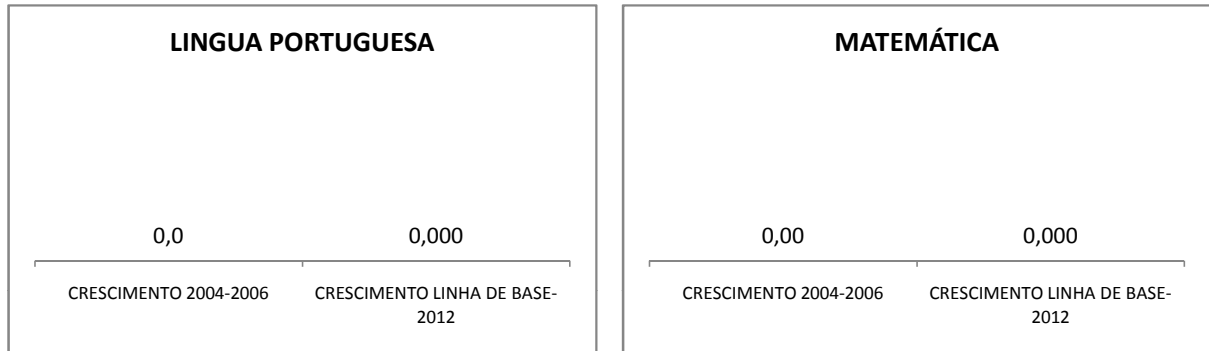 LINGUA PORTUGUESA
0,0
0,000
CRESCIMENTO 2004-2006
CRESCIMENTO LINHA DE BASE-
2012
MATEMÁTICA
0,00
0,000
CRESCIMENTO 2004-2006
CRESCIMENTO LINHA DE BASE-
2012